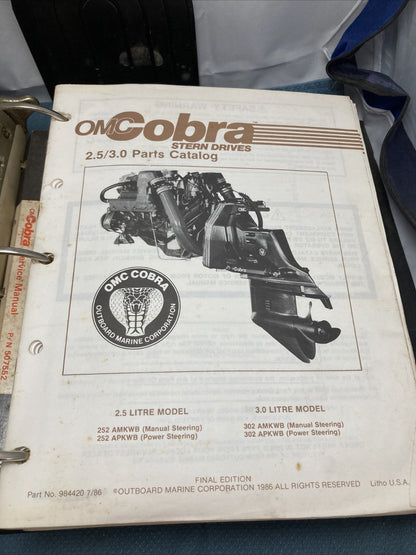 OMC Cobra
STERN DRIVES
2.5/3.0 Parts Catalog
OMC
Cobra
OMC COBRA
OUTBOARD MARINE CORPORATION
2.5 LITRE MODEL
252 AMKWB (Manual Steering)
252 APKWB (Power Steering)
3.0 LITRE MODEL
302 AMKWB (Manual Steering)
302 APKWB (Power Steering)
FINAL EDITION
Part No. 984420 7/86 ©OUTBOARD MARINE CORPORATION 1986 ALL RIGHTS RESERVED Litho U.S.A.
OMC Cobra Service Manual P/N 507552